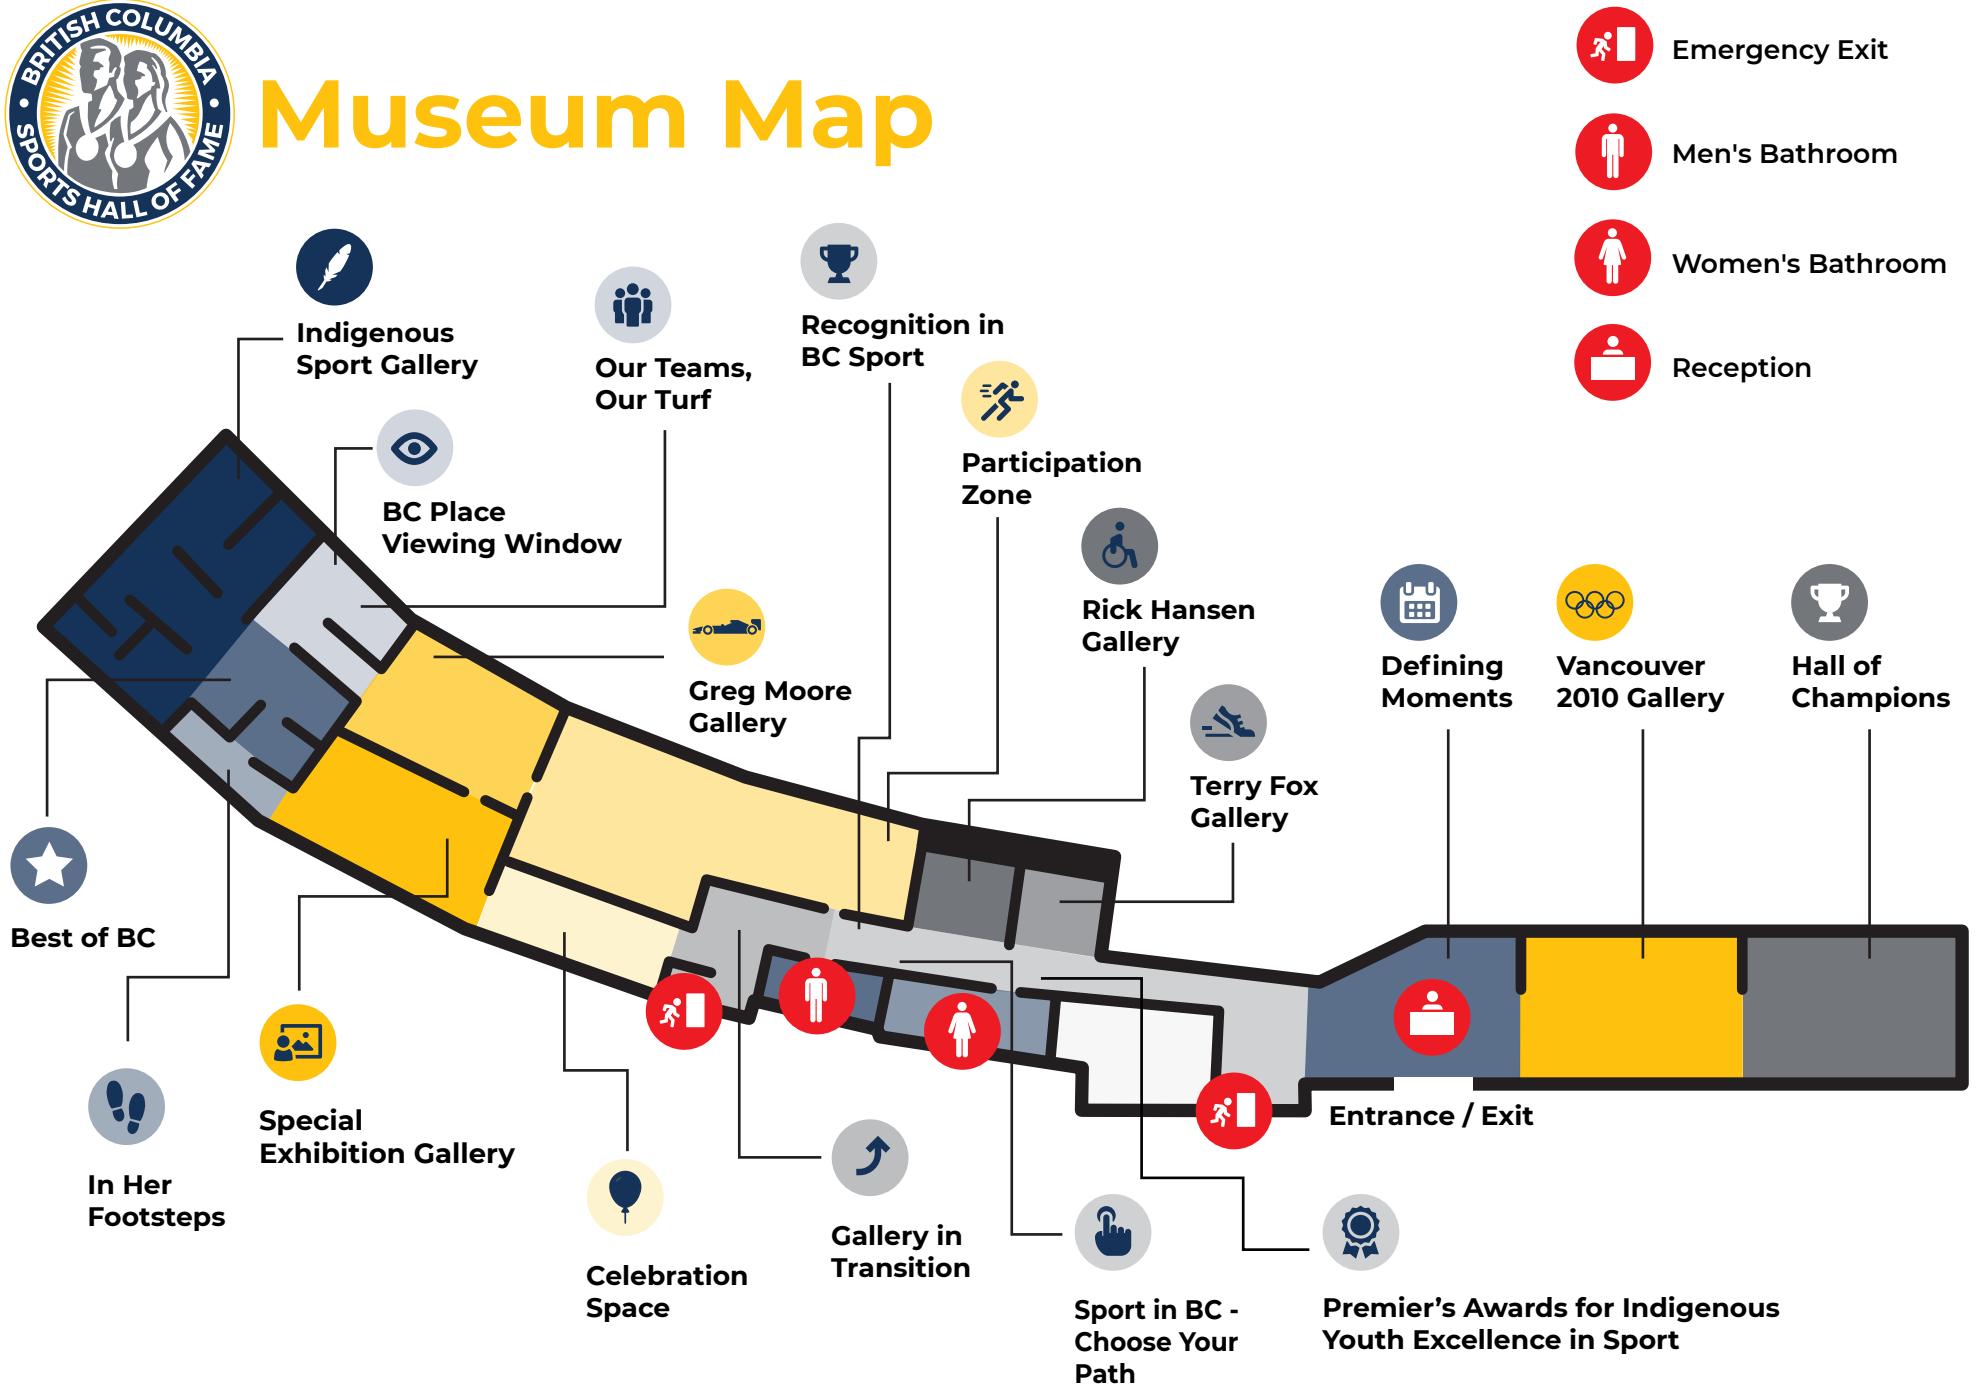 BRITISH COLUMBIA
SPORTS HALL OF FAME
Museum Map
Emergency Exit
Men's Bathroom
Women's Bathroom
Reception
Indigenous
Sport Gallery
Our Teams,
Our Turf
Recognition in
BC Sport
BC Place
Viewing Window
Participation
Zone
Rick Hansen
Gallery
Greg Moore
Gallery
Terry Fox
Gallery
Defining
Moments
Vancouver
2010 Gallery
Hall of
Champions
Best of BC
In Her
Footsteps
Special
Exhibition Gallery
Celebration
Space
Gallery in
Transition
Entrance / Exit
Sport in BC -
Choose Your
Path
Premier’s Awards for Indigenous
Youth Excellence in Sport